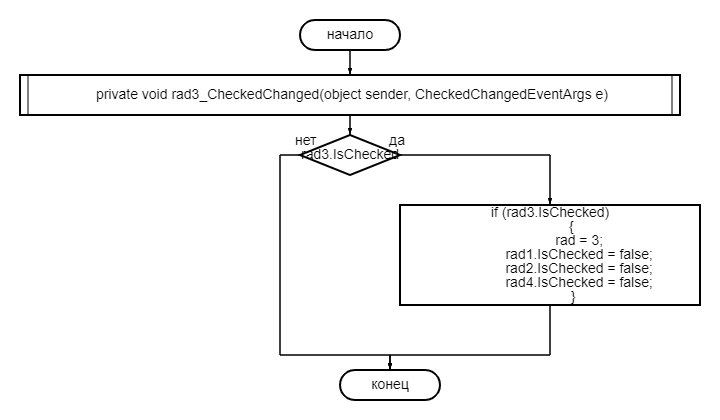 начало
private void rad3_CheckedChanged(object sender, CheckedChangedEventArgs e)
нет
да
rad3.IsChecked
if (rad3.IsChecked)
{
rad = 3;
rad1.IsChecked = false;
rad2.IsChecked = false;
rad4.IsChecked = false;
}
конец